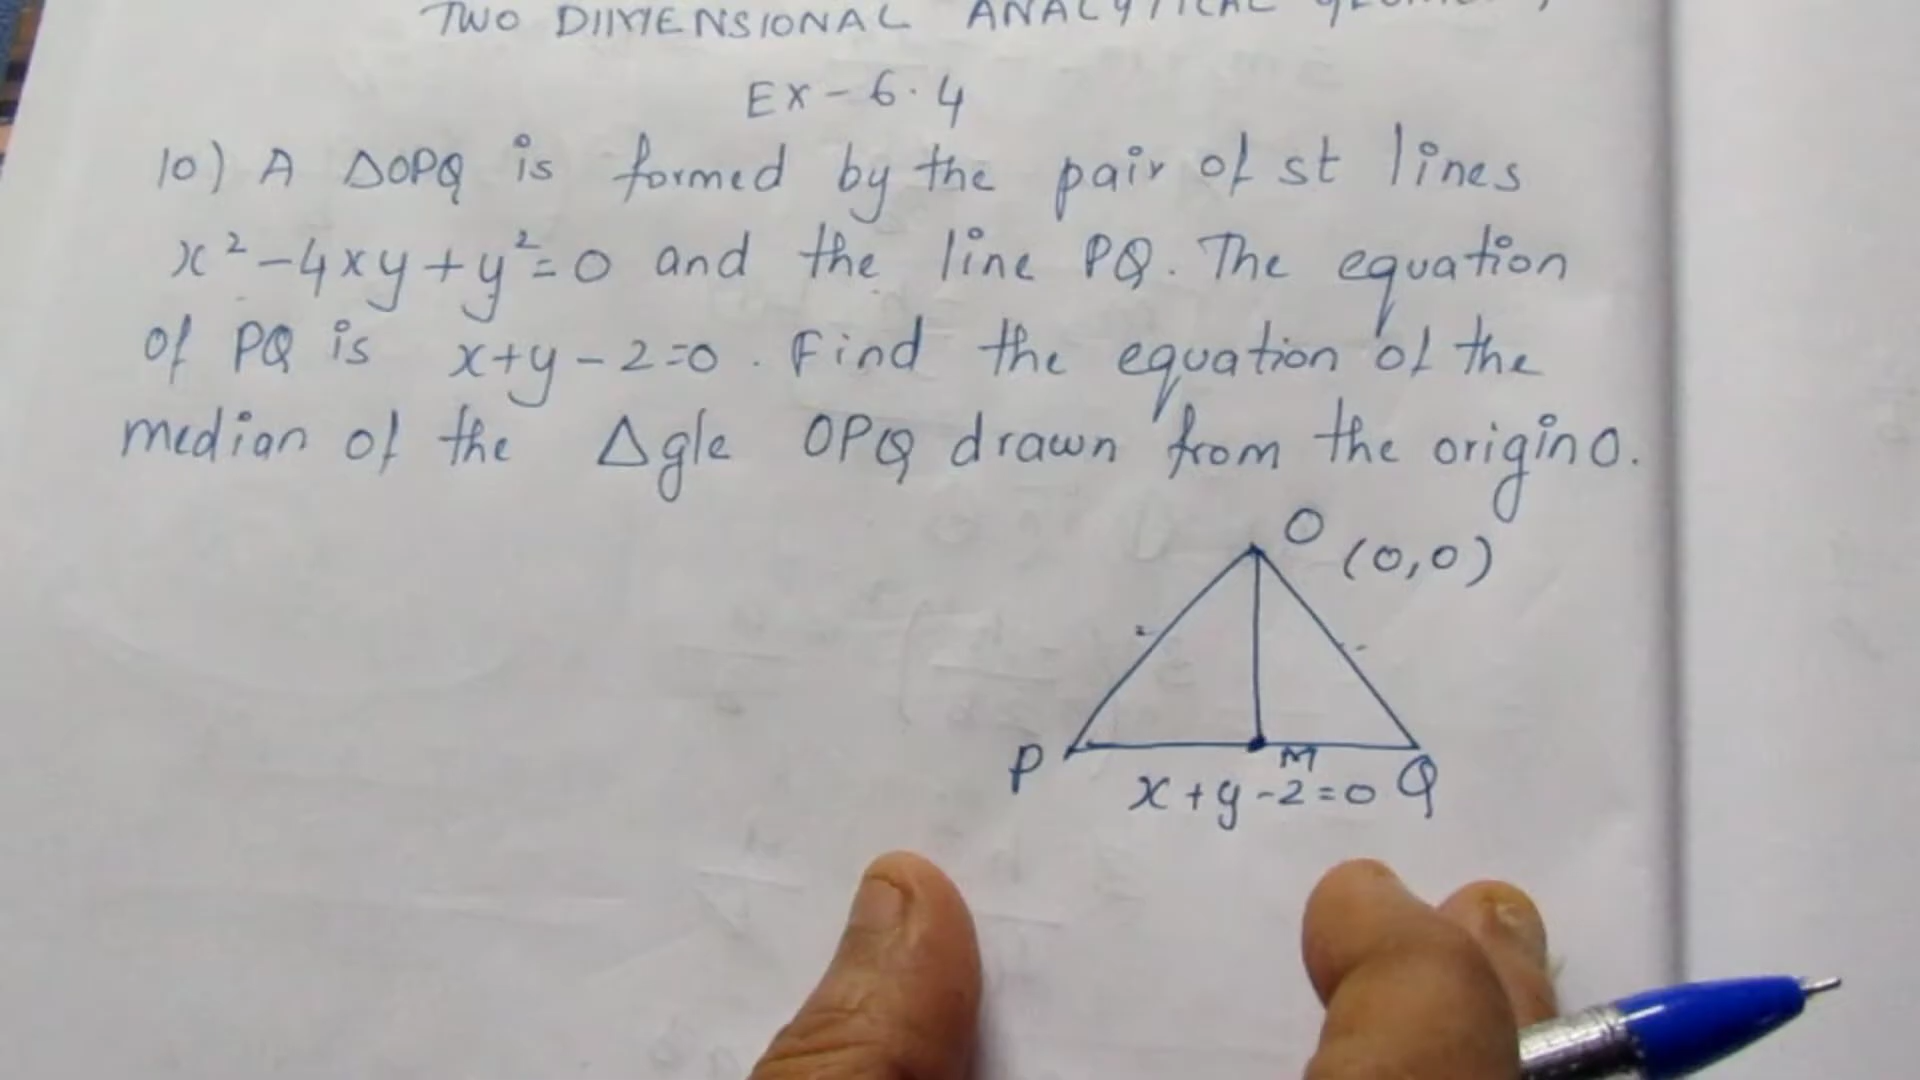 TWO DIMENSIONAL ANALYTICAL
EX - 6.4
10) A ΔOPQ is formed by the pair of st lines
x² - 4xy + y² = 0 and the line PQ. The equation
of PQ is x+y-2=0. Find the equation of the
median of the Δgle OPQ drawn from the origin O.
O (0,0)
P M Q
x+y-2=0